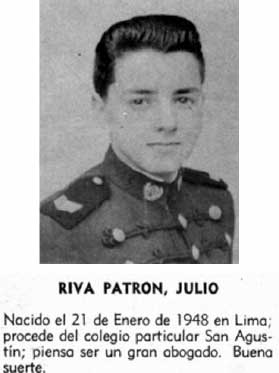 RIVA PATRON, JULIO
Nacido el 21 de Enero de 1948 en Lima;
procede del colegio particular San Agus-
tín; piensa ser un gran abogado. Buena
suerte.